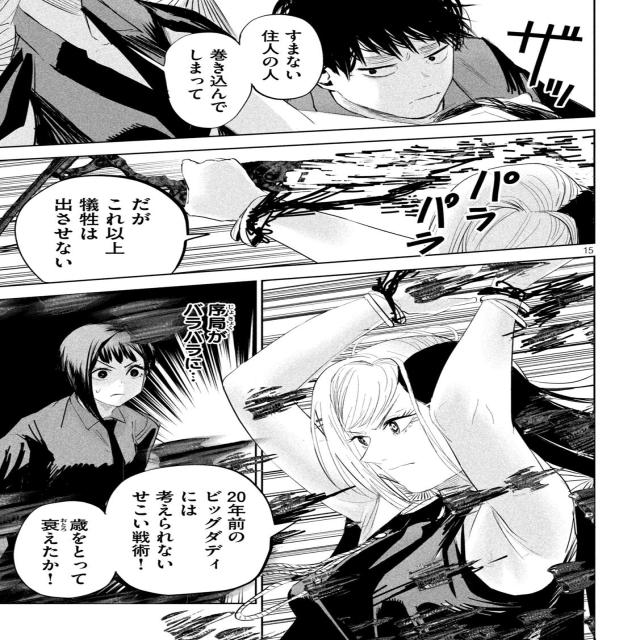 ザッ
すまない
住人の人
巻き込んで
しまって
パラ
パラ
だが
これ以上
犠牲は
出させない
15
序局が
バラバラに…
20年前の
ビッグダディ
には
考えられない
せこい戦術！
歳をとって
衰えたか！